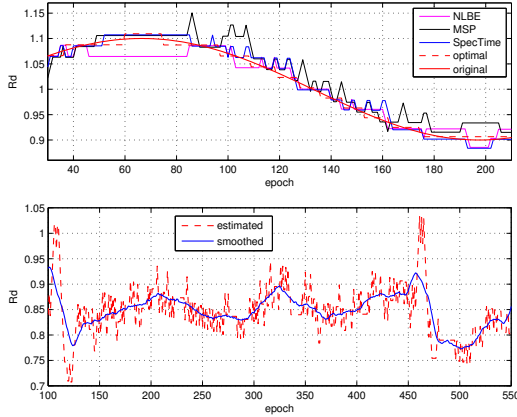 1.15
1.1
1.05
1
0.95
0.9
Rd
NLBE
MSP
SpecTime
optimal
original
40 60 80 100 120 140 160 180 200
epoch
1.05
1
0.95
0.9
0.85
0.8
0.75
0.7
Rd
estimated
smoothed
100 150 200 250 300 350 400 450 500 550
epoch